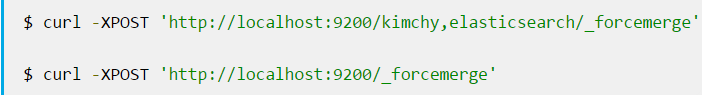 $ curl -XPOST 'http://localhost:9200/kimchy,elasticsearch/_forcemerge'
$ curl -XPOST 'http://localhost:9200/_forcemerge'